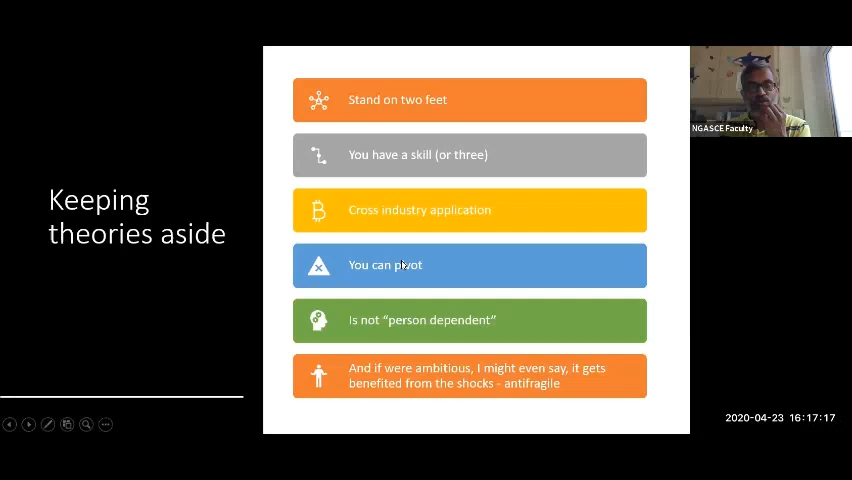 Keeping
theories aside
Stand on two feet
You have a skill (or three)
Cross industry application
You can pivot
Is not “person dependent”
And if were ambitious, I might even say, it gets
benefited from the shocks - antifragile
NGASCE Faculty
2020-04-23 16:17:17